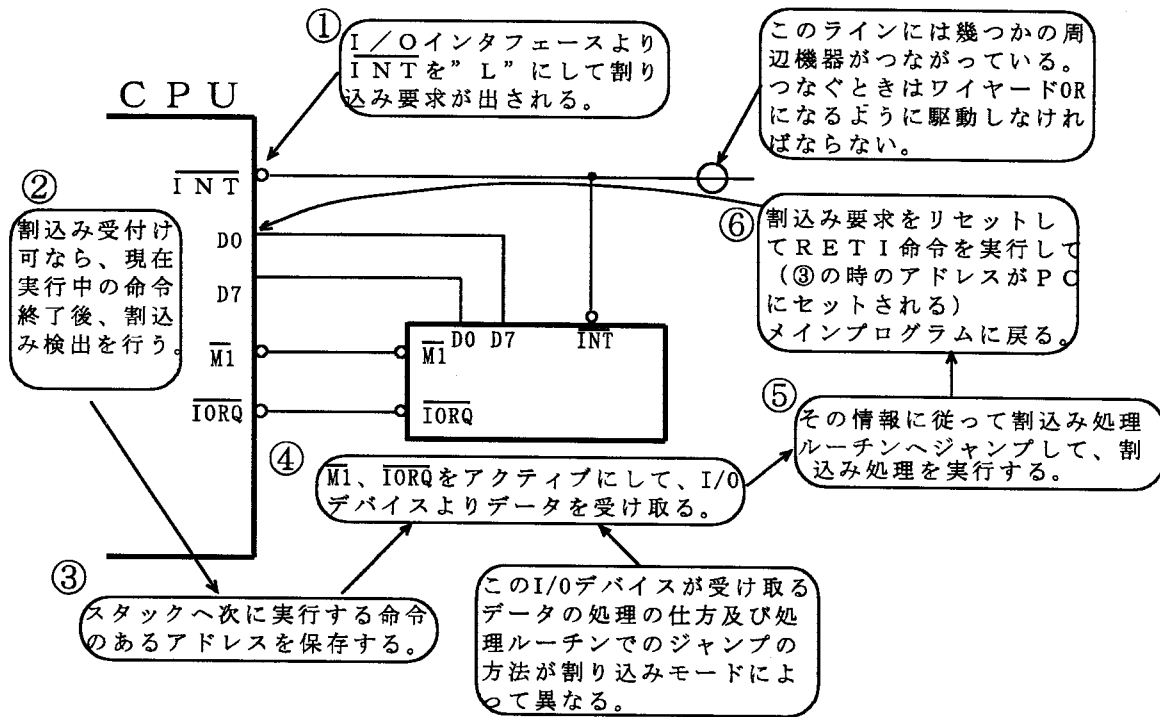 ①
I／Oインタフェースより
INTを”L”にして割り
込み要求が出される。
このラインには幾つかの周
辺機器がつながっている。
つなぐときはワイヤードOR
になるように駆動しなけれ
ばならない。
CPU
INT
D0
D7
M1
IORQ
②
割込み受付け
可なら、現在
実行中の命令
終了後、割込
み検出を行う。
D0 D7 INT
M1
IORQ
⑥
割込み要求をリセットし
てRETI命令を実行して
（③の時のアドレスがPC
にセットされる）
メインプログラムに戻る。
⑤
その情報に従って割込み処理
ルーチンへジャンプして、割
込み処理を実行する。
④
M1、IORQをアクティブにして、I/O
デバイスよりデータを受け取る。
③
スタックへ次に実行する命令
のあるアドレスを保存する。
このI/Oデバイスが受け取る
データの処理の仕方及び処
理ルーチンでのジャンプの
方法が割り込みモードによ
って異なる。